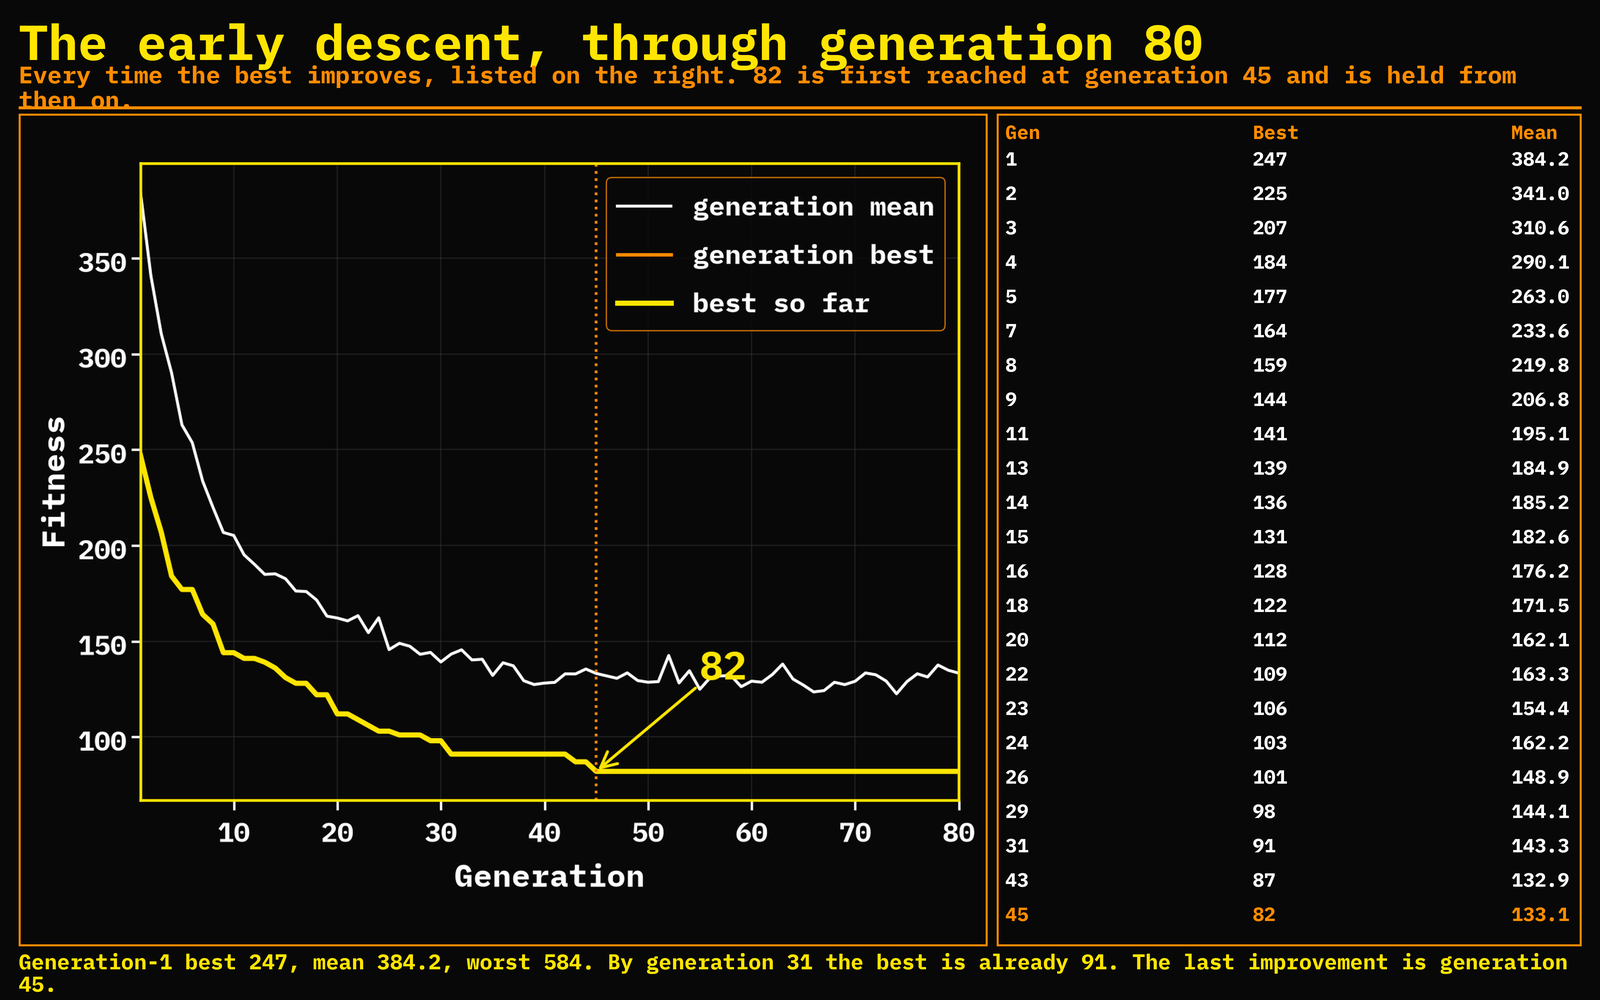 The early descent, through generation 80
Every time the best improves, listed on the right. 82 is first reached at generation 45 and is held from
then on.
350
300
250
200
150
100
Fitness
generation mean
generation best
best so far
82
10 20 30 40 50 60 70 80
Generation
Gen Best Mean
1 247 384.2
2 225 341.0
3 207 310.6
4 184 290.1
5 177 263.0
7 164 233.6
8 159 219.8
9 144 206.8
11 141 195.1
13 139 184.9
14 136 185.2
15 131 182.6
16 128 176.2
18 122 171.5
20 112 162.1
22 109 163.3
23 106 154.4
24 103 162.2
26 101 148.9
29 98 144.1
31 91 143.3
43 87 132.9
45 82 133.1
Generation-1 best 247, mean 384.2, worst 584. By generation 31 the best is already 91. The last improvement is generation
45.